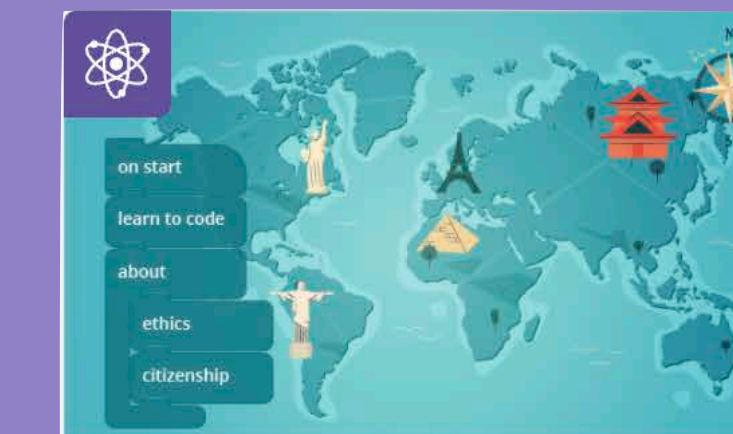 N
on start
learn to code
about
ethics
citizenship